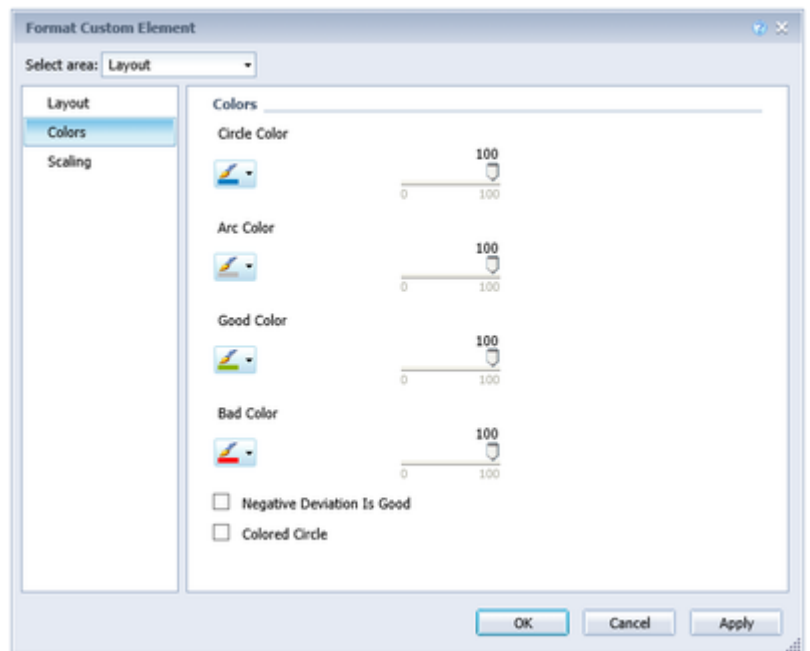 Format Custom Element
Select area: Layout
Layout
Colors
Scaling
Colors
Circle Color
100
0 100
Arc Color
100
0 100
Good Color
100
0 100
Bad Color
100
0 100
Negative Deviation Is Good
Colored Circle
OK Cancel Apply